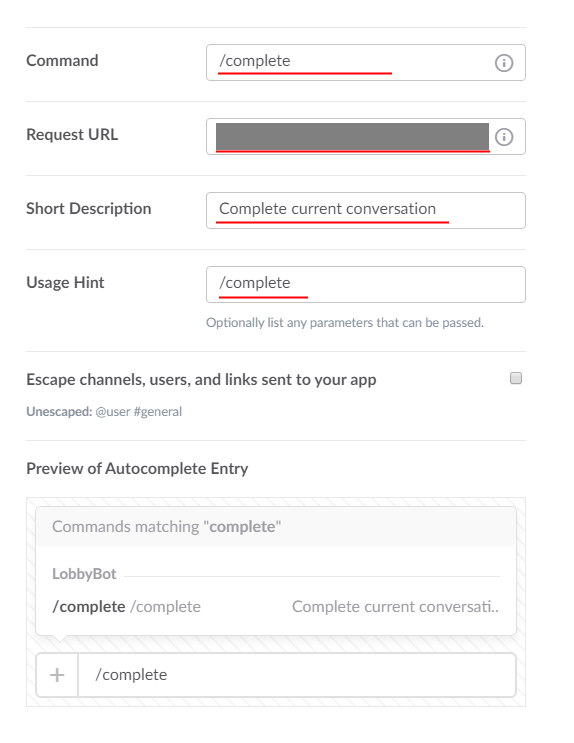 Command /complete
Request URL
Short Description Complete current conversation
Usage Hint /complete
Optionally list any parameters that can be passed.
Escape channels, users, and links sent to your app
Unescaped: @user #general
Preview of Autocomplete Entry
Commands matching "complete"
LobbyBot
/complete /complete Complete current conversati..
+ /complete